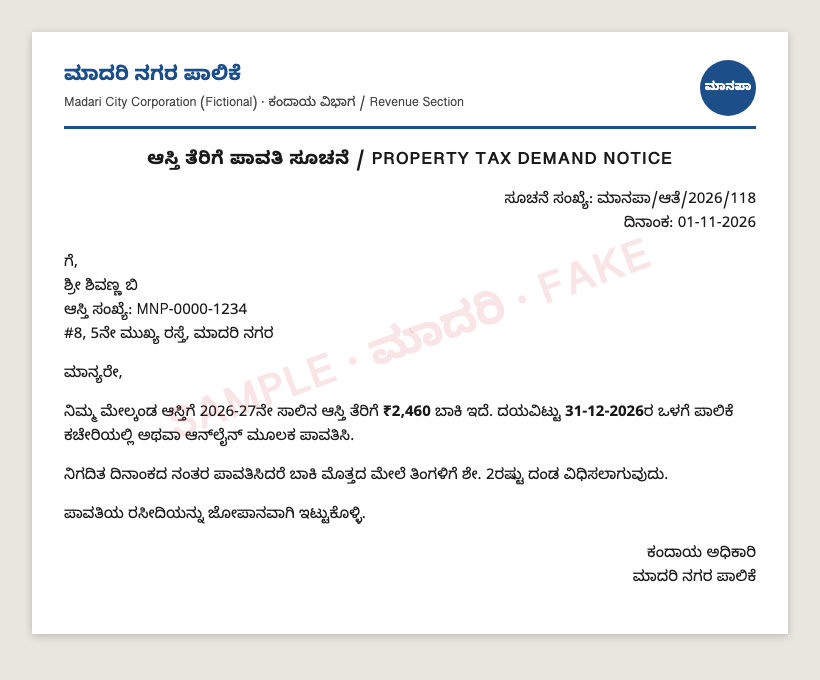 ಮಾದರಿ ನಗರ ಪಾಲಿಕೆ
Madari City Corporation (Fictional) · ಕಂದಾಯ ವಿಭಾಗ / Revenue Section
ಮಾನಪಾ
ಆಸ್ತಿ ತೆರಿಗೆ ಪಾವತಿ ಸೂಚನೆ / PROPERTY TAX DEMAND NOTICE
ಸೂಚನೆ ಸಂಖ್ಯೆ: ಮಾನಪಾ/ಆತೆ/2026/118
ದಿನಾಂಕ: 01-11-2026
ಗೆ,
ಶ್ರೀ ಶಿವಣ್ಣ ಬಿ
ಆಸ್ತಿ ಸಂಖ್ಯೆ: MNP-0000-1234
#8, 5ನೇ ಮುಖ್ಯ ರಸ್ತೆ, ಮಾದರಿ ನಗರ
SAMPLE · ಮಾದರಿ · FAKE
ಮಾನ್ಯರೇ,
ನಿಮ್ಮ ಮೇಲ್ಕಂಡ ಆಸ್ತಿಗೆ 2026-27ನೇ ಸಾಲಿನ ಆಸ್ತಿ ತೆರಿಗೆ ₹2,460 ಬಾಕಿ ಇದೆ. ದಯವಿಟ್ಟು 31-12-2026ರ ಒಳಗೆ ಪಾಲಿಕೆ
ಕಚೇರಿಯಲ್ಲಿ ಅಥವಾ ಆನ್‌ಲೈನ್ ಮೂಲಕ ಪಾವತಿಸಿ.
ನಿಗದಿತ ದಿನಾಂಕದ ನಂತರ ಪಾವತಿಸಿದರೆ ಬಾಕಿ ಮೊತ್ತದ ಮೇಲೆ ತಿಂಗಳಿಗೆ ಶೇ. 2ರಷ್ಟು ದಂಡ ವಿಧಿಸಲಾಗುವುದು.
ಪಾವತಿಯ ರಸೀದಿಯನ್ನು ಜೋಪಾನವಾಗಿ ಇಟ್ಟುಕೊಳ್ಳಿ.
ಕಂದಾಯ ಅಧಿಕಾರಿ
ಮಾದರಿ ನಗರ ಪಾಲಿಕೆ